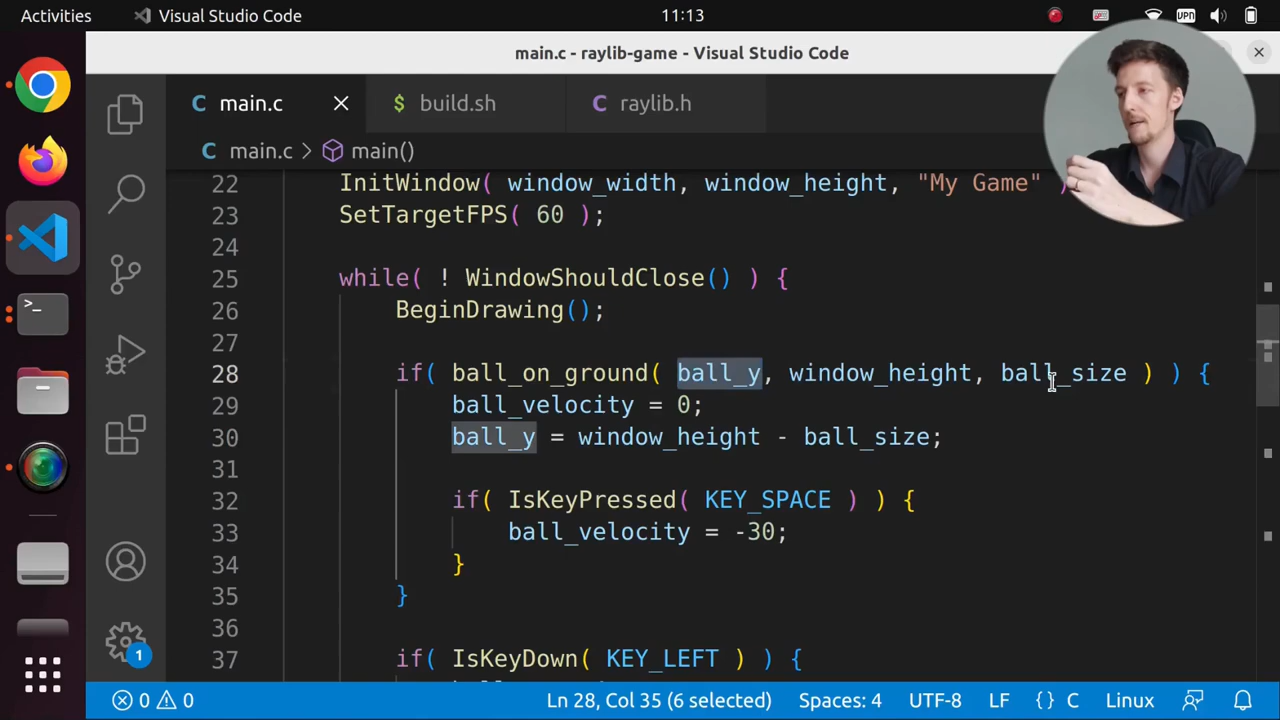 Activities Visual Studio Code 11:13 VPN
main.c - raylib-game - Visual Studio Code
C main.c $ build.sh C raylib.h
C main.c > main()
22 InitWindow( window_width, window_height, "My Game" )
23 SetTargetFPS( 60 );
24
25 while( ! WindowShouldClose() ) {
26 BeginDrawing();
27
28 if( ball_on_ground( ball_y, window_height, ball_size ) ) {
29 ball_velocity = 0;
30 ball_y = window_height - ball_size;
31
32 if( IsKeyPressed( KEY_SPACE ) ) {
33 ball_velocity = -30;
34 }
35 }
36
37 if( IsKeyDown( KEY_LEFT ) ) {
1
0 0 Ln 28, Col 35 (6 selected) Spaces: 4 UTF-8 LF {} C Linux